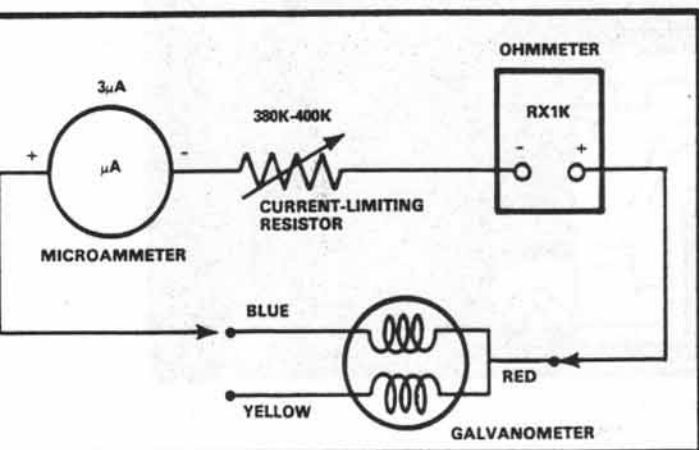 OHMMETER
3µA
380K-400K
RX1K
+
-
-
+
µA
CURRENT-LIMITING
RESISTOR
MICROAMMETER
BLUE
RED
YELLOW
GALVANOMETER